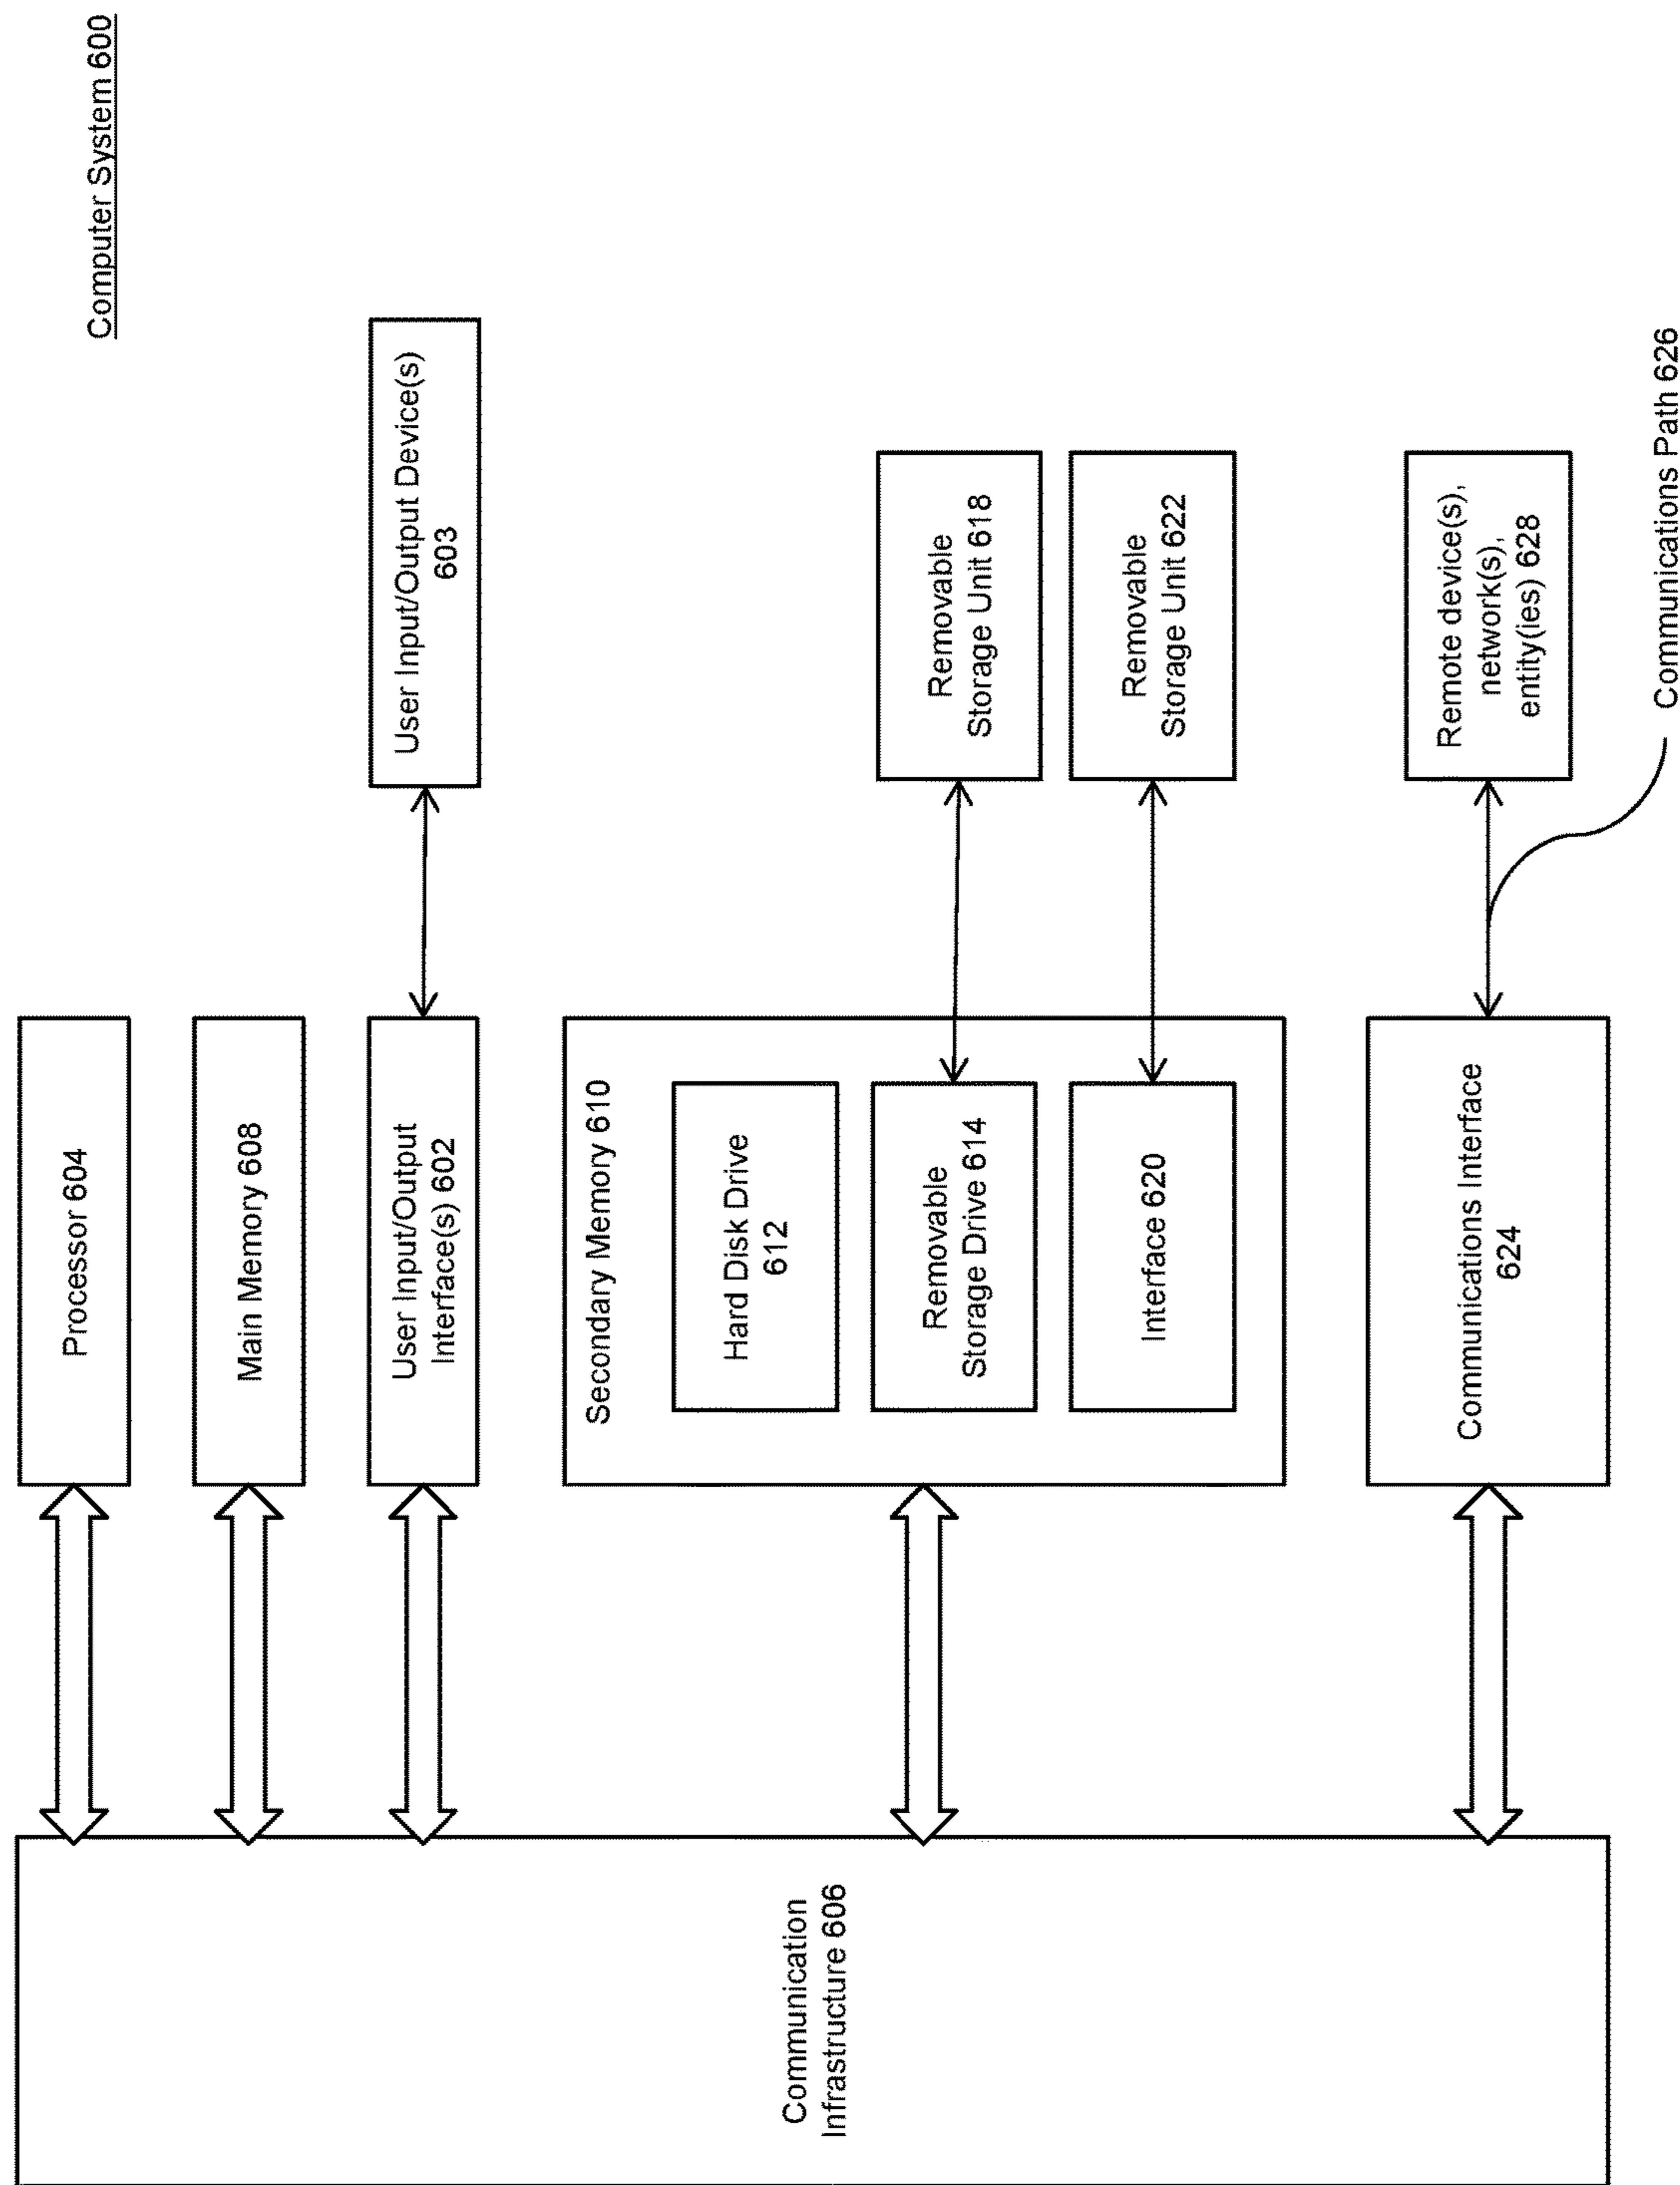 Computer System 600
Processor 604
Main Memory 608
User Input/Output
Interface(s) 602
User Input/Output Device(s)
603
Secondary Memory 610
Hard Disk Drive
612
Removable
Storage Drive 614
Removable
Storage Unit 618
Interface 620
Removable
Storage Unit 622
Communication
Infrastructure 606
Communications Interface
624
Remote device(s),
network(s),
entity(ies) 628
Communications Path 626